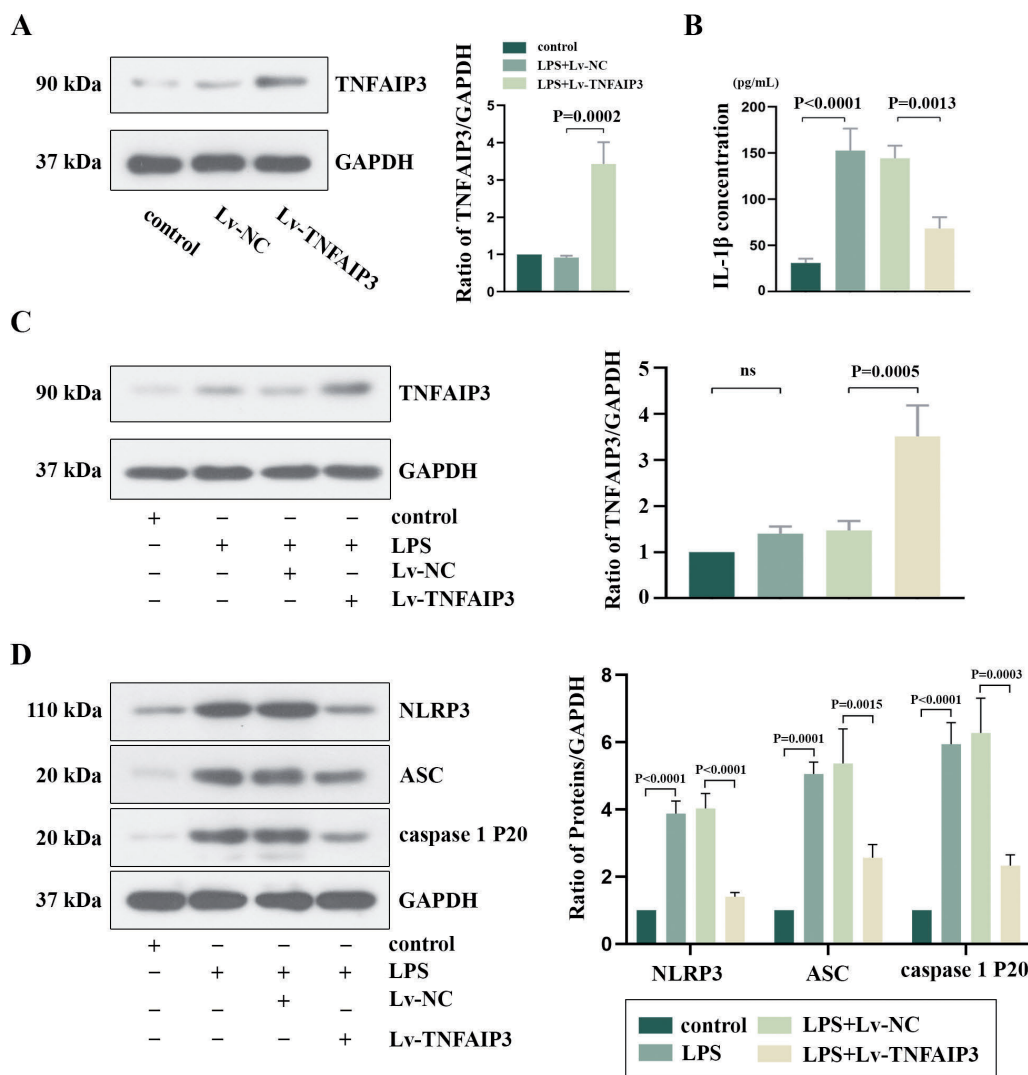 A
90 kDa
TNFAIP3
37 kDa
GAPDH
control
Lv-NC
Lv-TNFAIP3
control
LPS+Lv-NC
LPS+Lv-TNFAIP3
Ratio of TNFAIP3/GAPDH
5
4
3
2
1
0
P=0.0002
B
(pg/mL)
IL-1β concentration
200
150
100
50
0
P<0.0001
P=0.0013
C
90 kDa
TNFAIP3
37 kDa
GAPDH
+ − − − control
− + + + LPS
− − + − Lv-NC
− − − + Lv-TNFAIP3
Ratio of TNFAIP3/GAPDH
5
4
3
2
1
0
ns
P=0.0005
D
110 kDa
NLRP3
20 kDa
ASC
20 kDa
caspase 1 P20
37 kDa
GAPDH
+ − − − control
− + + + LPS
− − + − Lv-NC
− − − + Lv-TNFAIP3
Ratio of Proteins/GAPDH
8
6
4
2
0
P<0.0001
P<0.0001
P=0.0001
P=0.0015
P<0.0001
P=0.0003
NLRP3
ASC
caspase 1 P20
control
LPS+Lv-NC
LPS
LPS+Lv-TNFAIP3